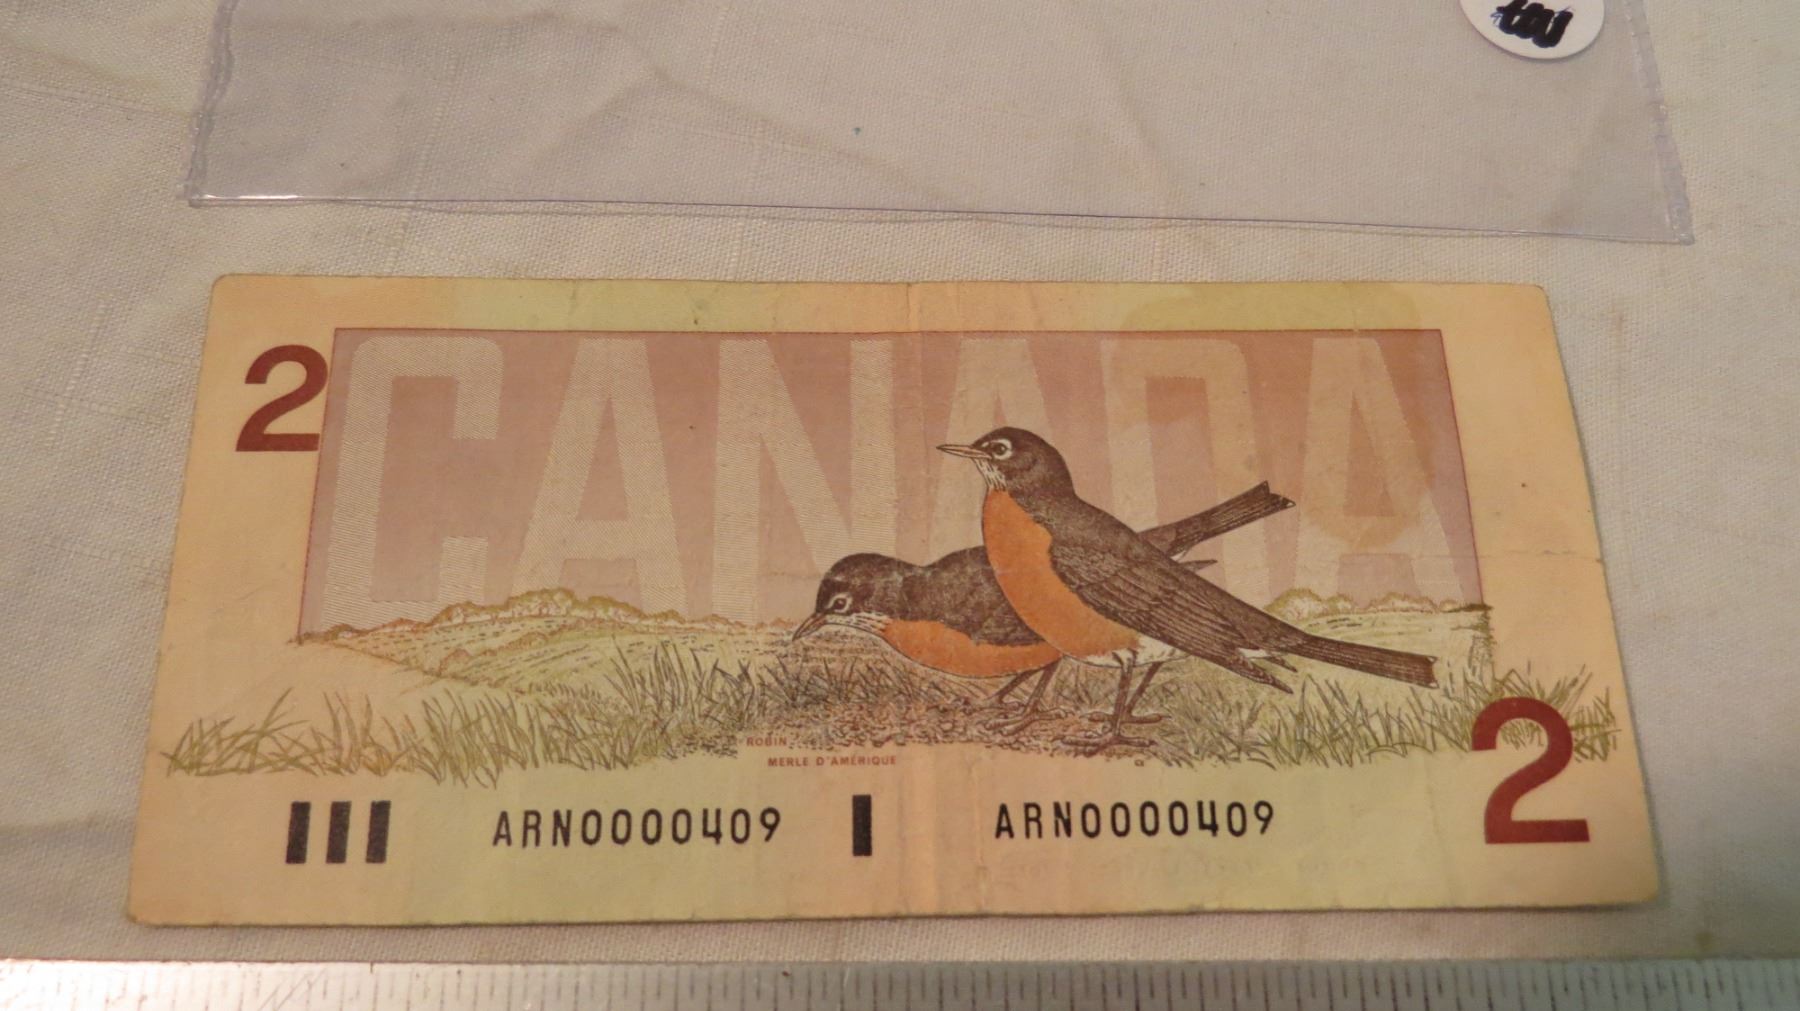 2
CANADA
ROBIN
MERLE D'AMÉRIQUE
ARN0000409 ARN0000409
2